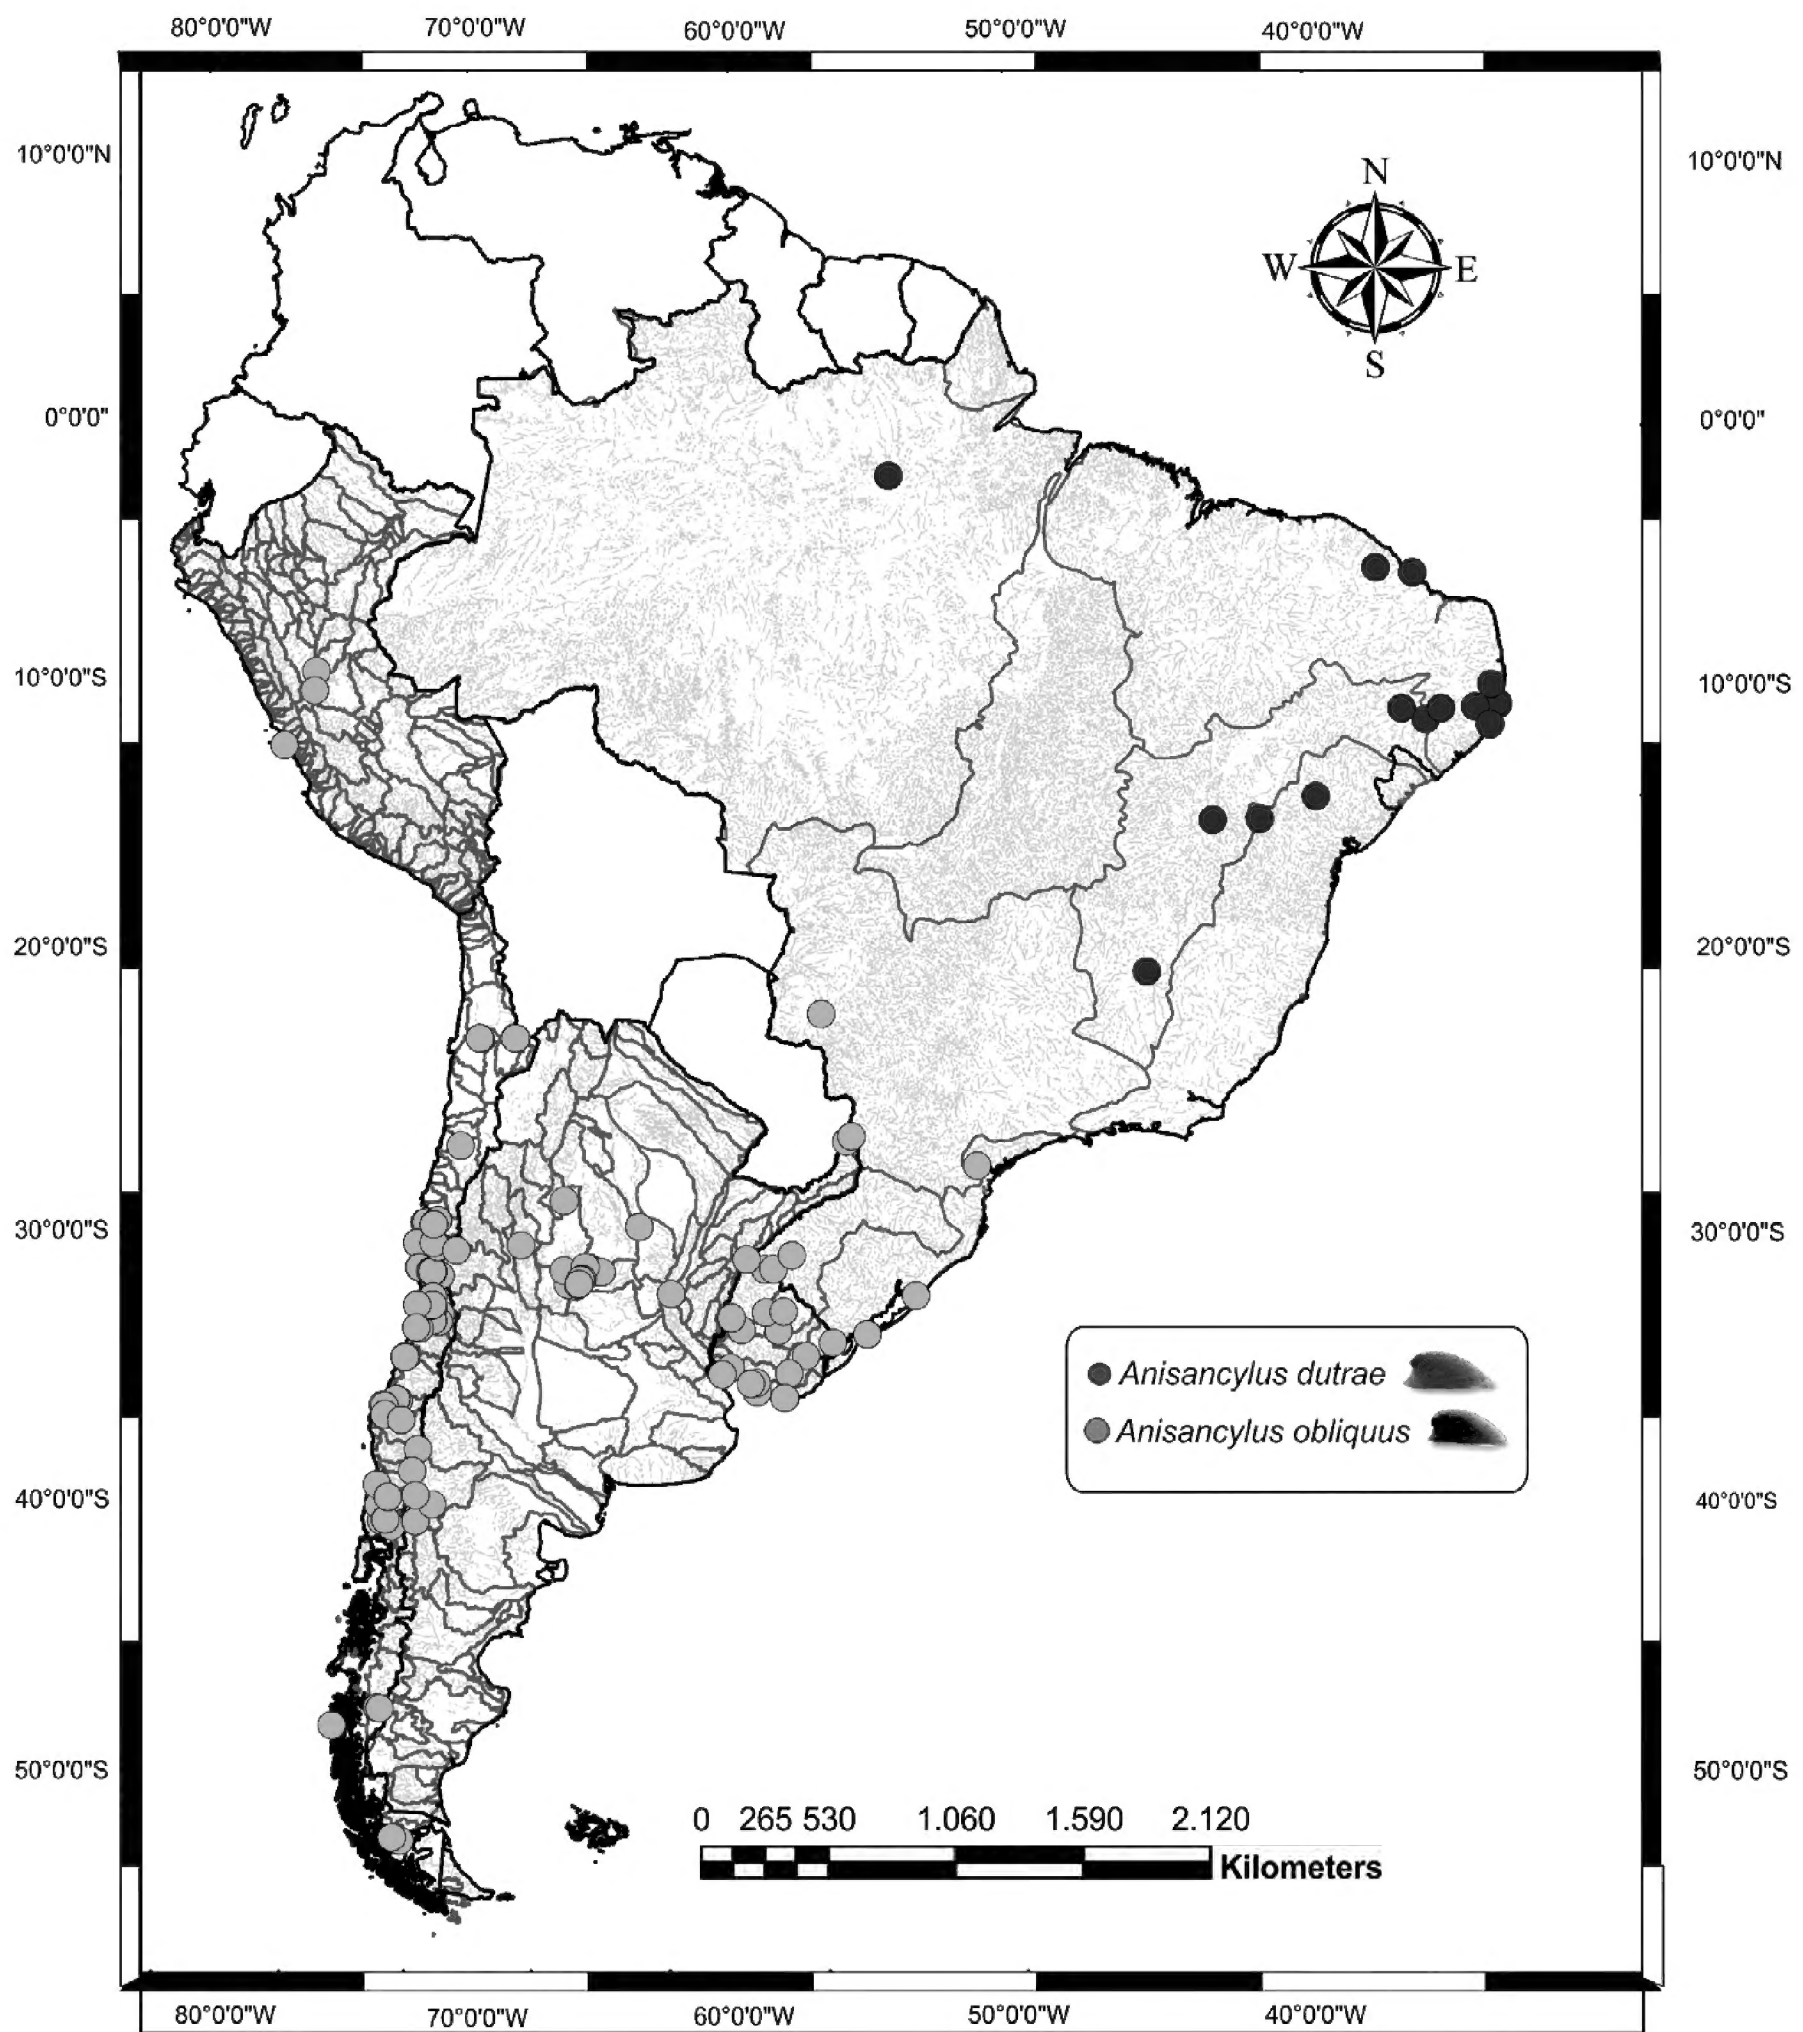 80°0'0"W 70°0'0"W 60°0'0"W 50°0'0"W 40°0'0"W
10°0'0"N 10°0'0"N
N
W E
S
0°0'0" 0°0'0"
10°0'0"S 10°0'0"S
20°0'0"S 20°0'0"S
30°0'0"S 30°0'0"S
Anisancylus dutrae
Anisancylus obliquus
40°0'0"S 40°0'0"S
50°0'0"S 50°0'0"S
0 265 530 1.060 1.590 2.120
Kilometers
80°0'0"W 70°0'0"W 60°0'0"W 50°0'0"W 40°0'0"W